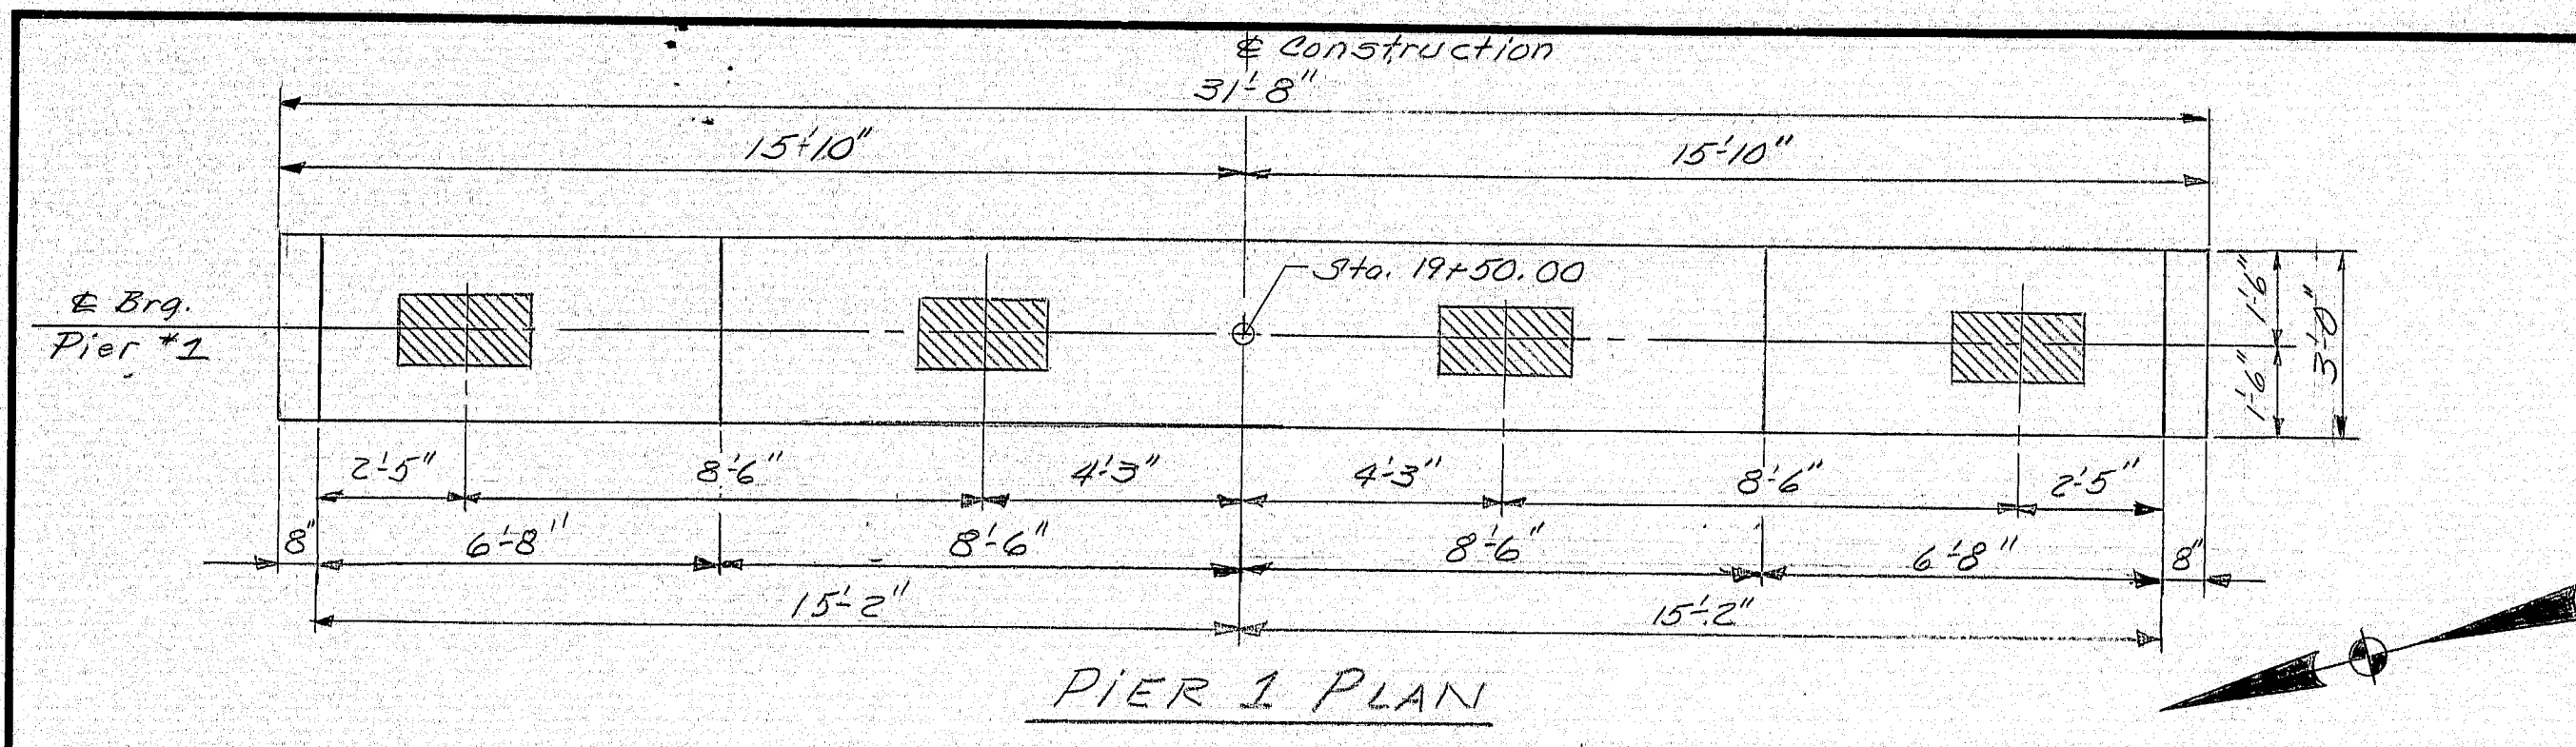 ℄ Construction
31'-8"
15'-10" 15'-10"
Sta. 19+50.00
℄ Brg.
Pier #1
1'-6"
1'-6"
3'-0"
2'-5" 8'-6" 4'-3" 4'-3" 8'-6" 2'-5"
8" 6'-8" 8'-6" 8'-6" 6'-8" 8"
15'-2" 15'-2"
PIER 1 PLAN